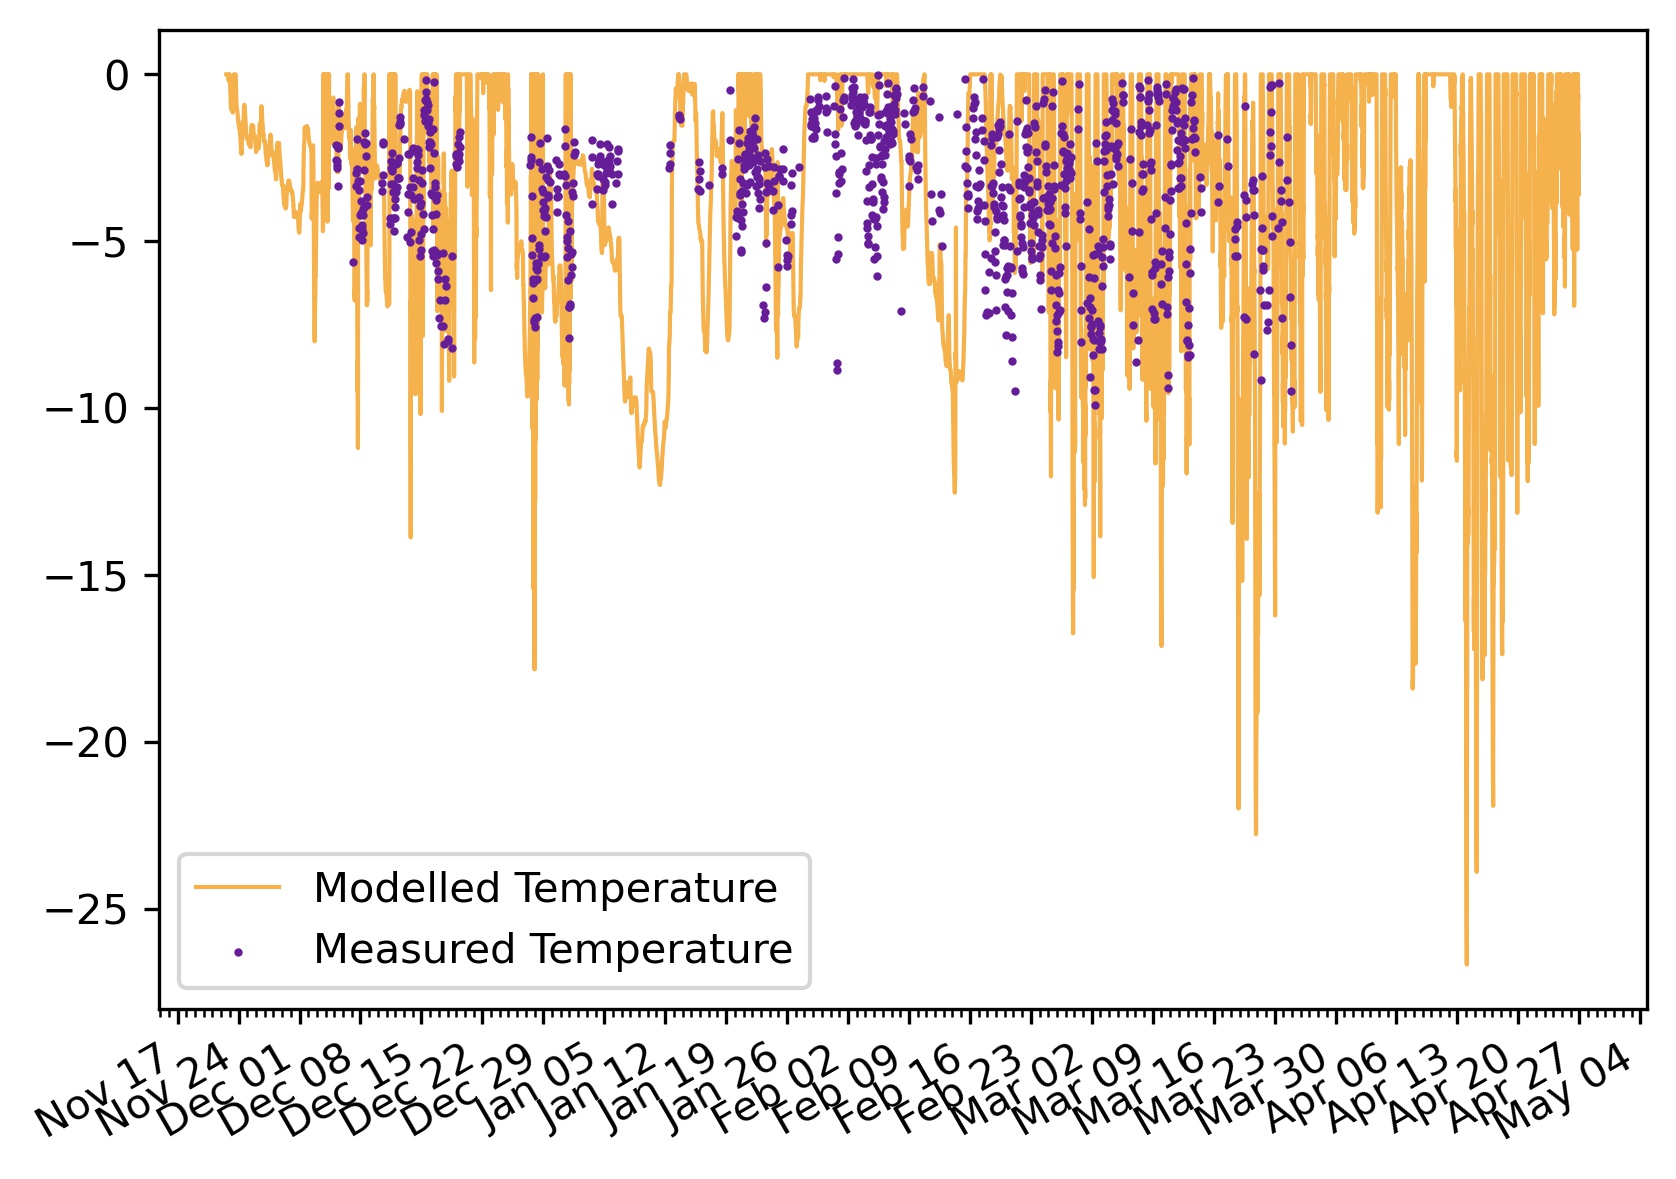 0
−5
−10
−15
−20
−25
Modelled Temperature
Measured Temperature
Nov 17
Nov 24
Dec 01
Dec 08
Dec 15
Dec 22
Dec 29
Jan 05
Jan 12
Jan 19
Jan 26
Feb 02
Feb 09
Feb 16
Feb 23
Mar 02
Mar 09
Mar 16
Mar 23
Mar 30
Apr 06
Apr 13
Apr 20
Apr 27
May 04